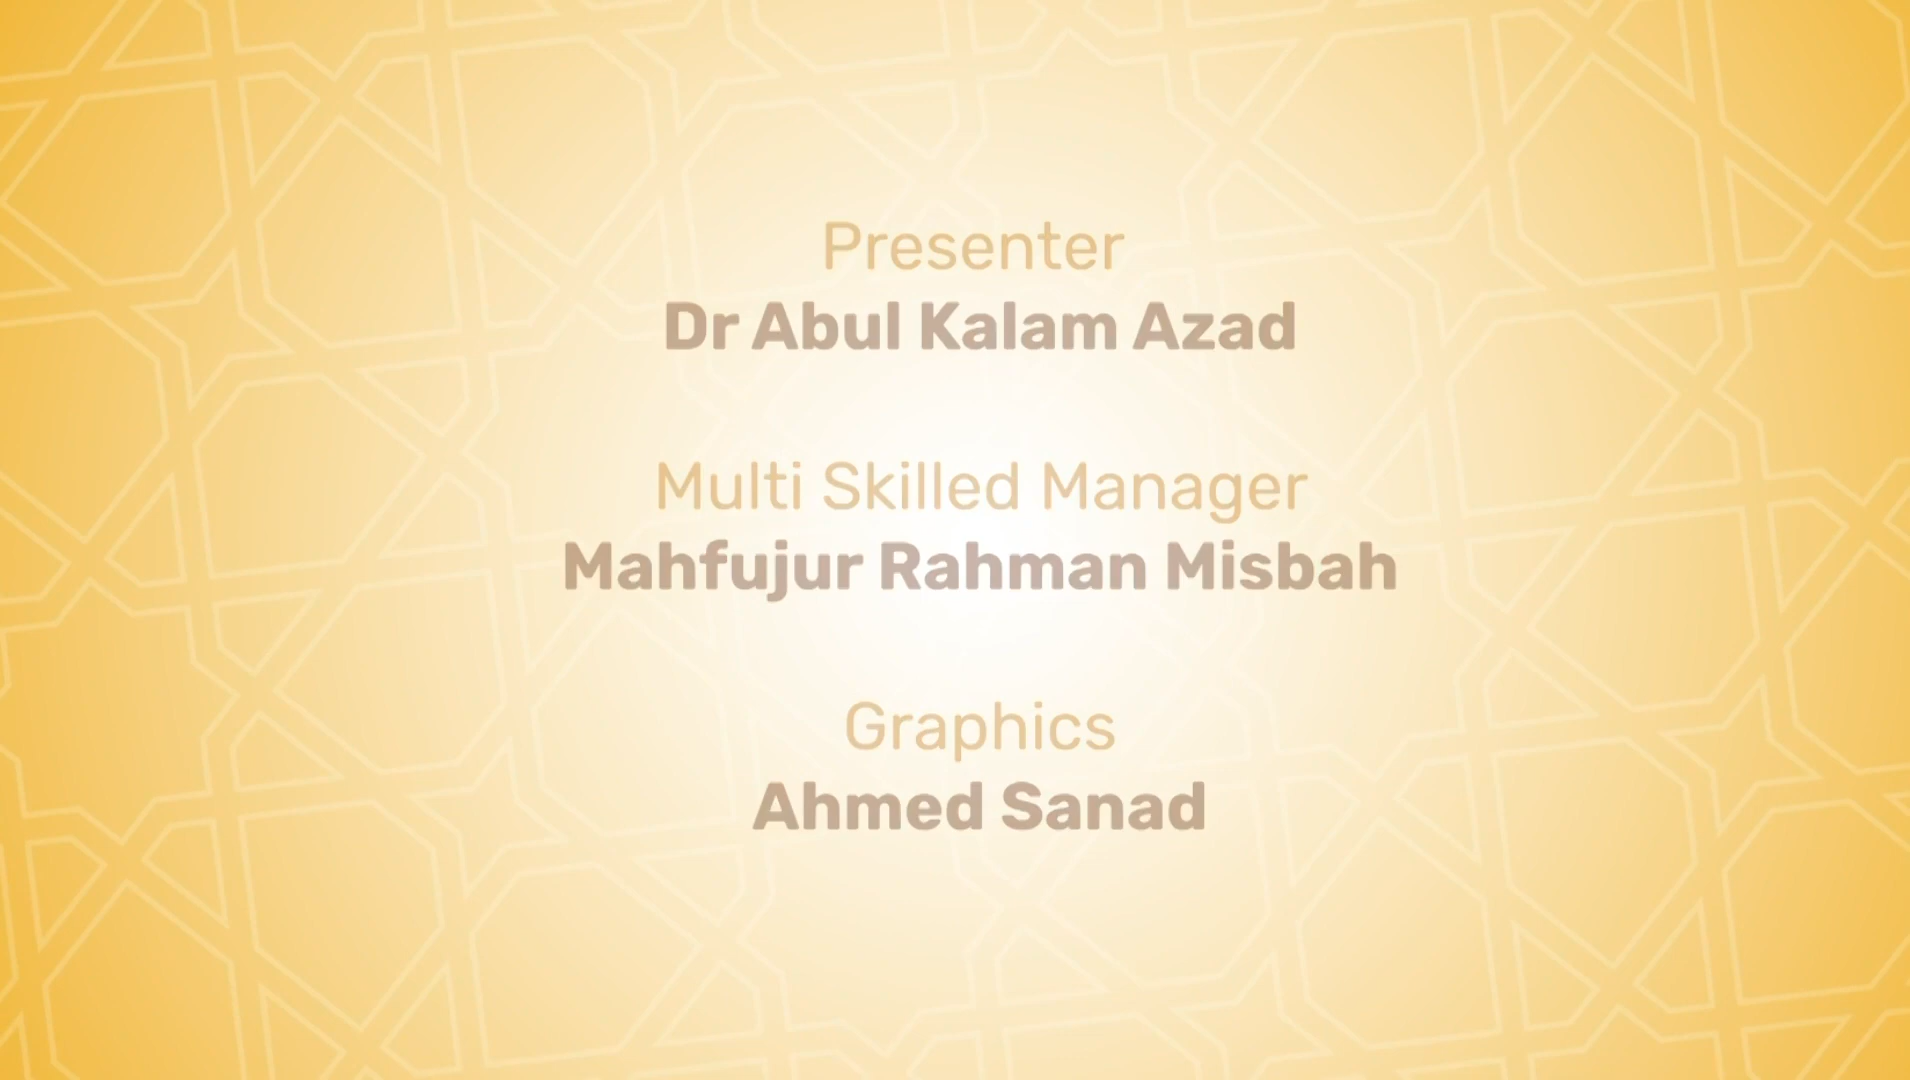 Presenter
Dr Abul Kalam Azad
Multi Skilled Manager
Mahfujur Rahman Misbah
Graphics
Ahmed Sanad